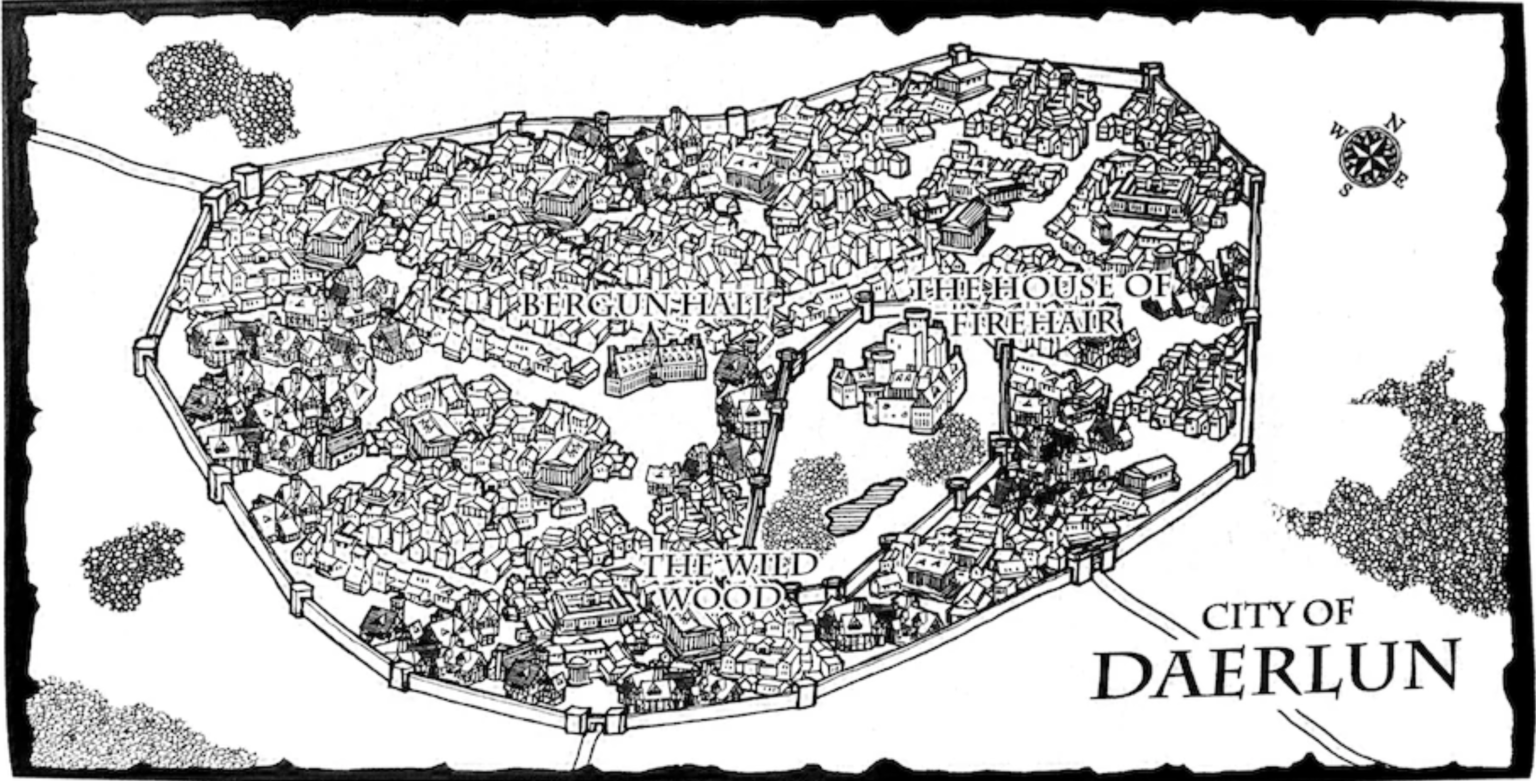 N
W
E
S
BERGUN HALL
THE HOUSE OF
FIREHAIR
THE WILD
WOOD
CITY OF
DAERLUN